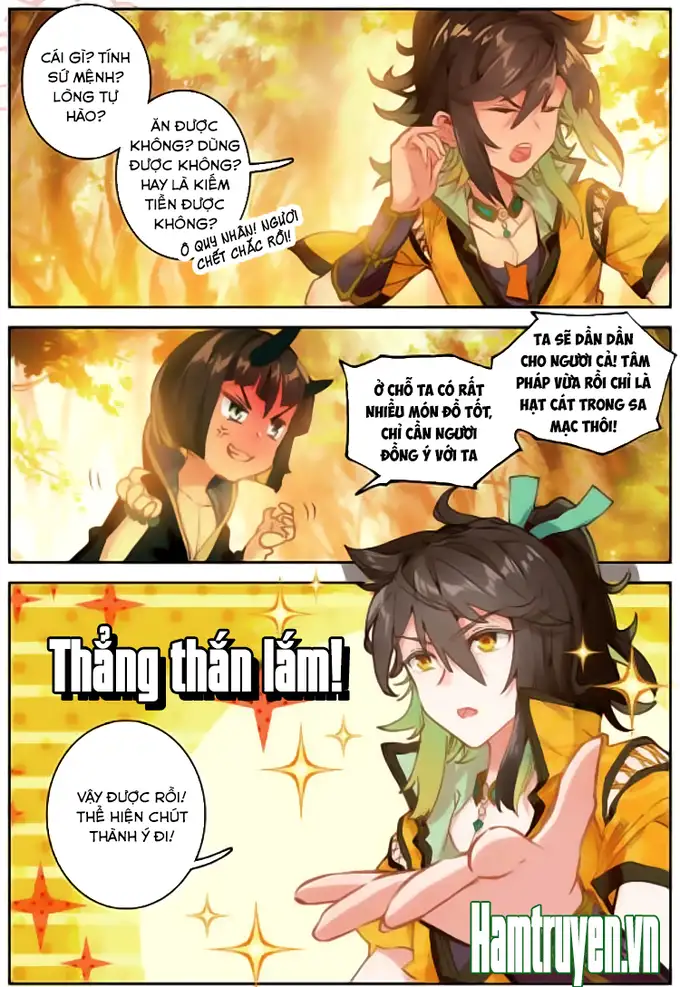 CÁI GÌ? TÍNH
SỨ MỆNH?
LÒNG TỰ
HÀO?
ĂN ĐƯỢC
KHÔNG? DÙNG
ĐƯỢC KHÔNG?
HAY LÀ KIẾM
TIỀN ĐƯỢC
KHÔNG?
Ô QUY NHÂN! NGƯƠI
CHẾT CHẮC RỒI!
Ở CHỖ TA CÓ RẤT
NHIỀU MÓN ĐỒ TỐT,
CHỈ CẦN NGƯƠI
ĐỒNG Ý VỚI TA
TA SẼ DẦN DẦN
CHO NGƯƠI CẢ! TÂM
PHÁP VỪA RỒI CHỈ LÀ
HẠT CÁT TRONG SA
MẠC THÔI!
Thẳng thắn lắm!
VẬY ĐƯỢC RỒI!
THỂ HIỆN CHÚT
THÀNH Ý ĐI!
Hamtruyen.vn